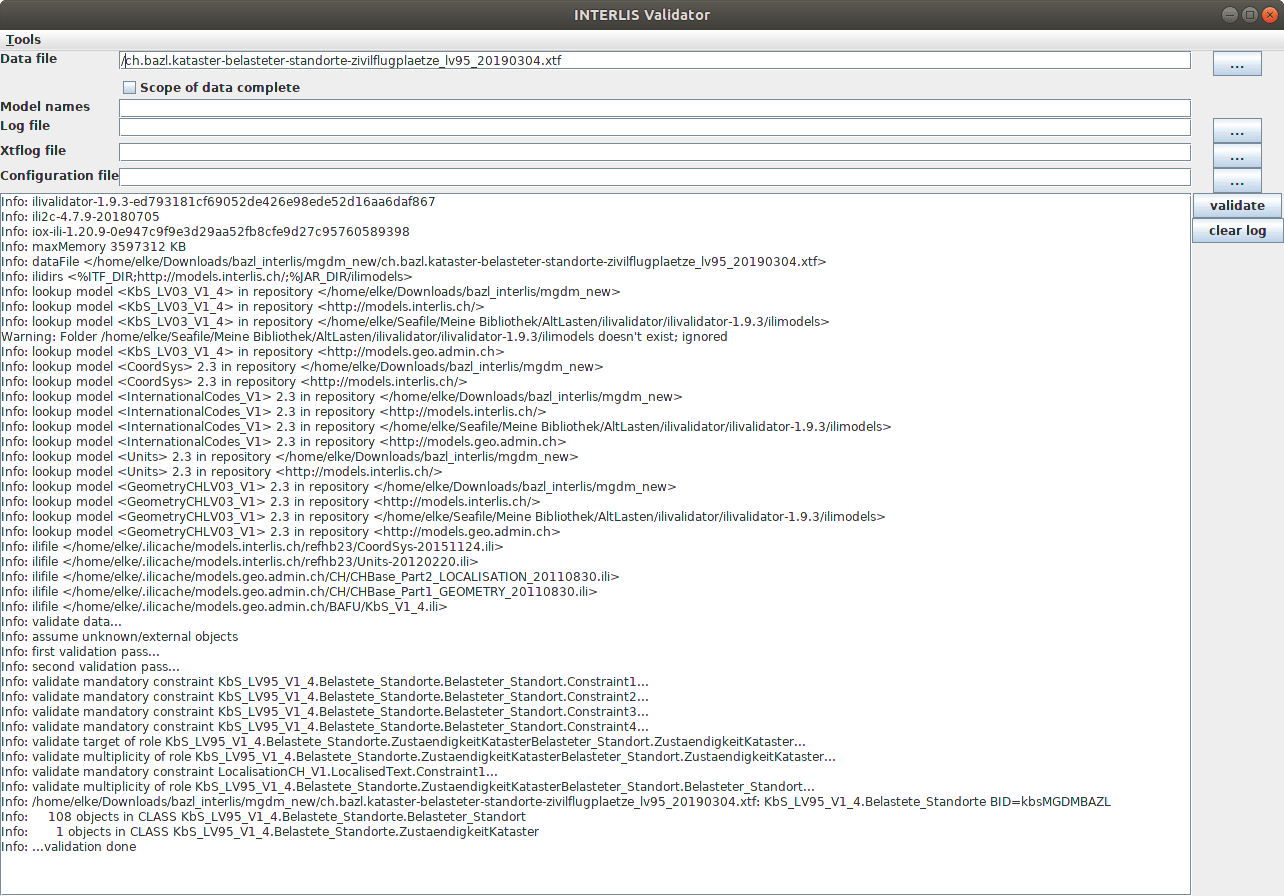 INTERLIS Validator
Tools
Data file /ch.bazl.kataster-belasteter-standorte-zivilflugplaetze_lv95_20190304.xtf ...
Scope of data complete
Model names
Log file ...
Xtflog file ...
Configuration file ...
validate
clear log
Info: ilivalidator-1.9.3-ed793181cf69052de426e98ede52d16aa6daf867
Info: ili2c-4.7.9-20180705
Info: iox-ili-1.20.9-0e947c9f9e3d29aa52fb8cfe9d27c95760589398
Info: maxMemory 3597312 KB
Info: dataFile </home/elke/Downloads/bazl_interlis/mgdm_new/ch.bazl.kataster-belasteter-standorte-zivilflugplaetze_lv95_20190304.xtf>
Info: ilidirs <%ITF_DIR;http://models.interlis.ch/;%JAR_DIR/ilimodels>
Info: lookup model <KbS_LV03_V1_4> in repository </home/elke/Downloads/bazl_interlis/mgdm_new>
Info: lookup model <KbS_LV03_V1_4> in repository <http://models.interlis.ch/>
Info: lookup model <KbS_LV03_V1_4> in repository </home/elke/Seafile/Meine Bibliothek/AltLasten/ilivalidator/ilivalidator-1.9.3/ilimodels>
Warning: Folder /home/elke/Seafile/Meine Bibliothek/AltLasten/ilivalidator/ilivalidator-1.9.3/ilimodels doesn't exist; ignored
Info: lookup model <KbS_LV03_V1_4> in repository <http://models.geo.admin.ch>
Info: lookup model <CoordSys> 2.3 in repository </home/elke/Downloads/bazl_interlis/mgdm_new>
Info: lookup model <CoordSys> 2.3 in repository <http://models.interlis.ch/>
Info: lookup model <InternationalCodes_V1> 2.3 in repository </home/elke/Downloads/bazl_interlis/mgdm_new>
Info: lookup model <InternationalCodes_V1> 2.3 in repository <http://models.interlis.ch/>
Info: lookup model <InternationalCodes_V1> 2.3 in repository </home/elke/Seafile/Meine Bibliothek/AltLasten/ilivalidator/ilivalidator-1.9.3/ilimodels>
Info: lookup model <InternationalCodes_V1> 2.3 in repository <http://models.geo.admin.ch>
Info: lookup model <Units> 2.3 in repository </home/elke/Downloads/bazl_interlis/mgdm_new>
Info: lookup model <Units> 2.3 in repository <http://models.interlis.ch/>
Info: lookup model <GeometryCHLV03_V1> 2.3 in repository </home/elke/Downloads/bazl_interlis/mgdm_new>
Info: lookup model <GeometryCHLV03_V1> 2.3 in repository <http://models.interlis.ch/>
Info: lookup model <GeometryCHLV03_V1> 2.3 in repository </home/elke/Seafile/Meine Bibliothek/AltLasten/ilivalidator/ilivalidator-1.9.3/ilimodels>
Info: lookup model <GeometryCHLV03_V1> 2.3 in repository <http://models.geo.admin.ch>
Info: ilifile </home/elke/.ilicache/models.interlis.ch/refhb23/CoordSys-20151124.ili>
Info: ilifile </home/elke/.ilicache/models.interlis.ch/refhb23/Units-20120220.ili>
Info: ilifile </home/elke/.ilicache/models.geo.admin.ch/CH/CHBase_Part2_LOCALISATION_20110830.ili>
Info: ilifile </home/elke/.ilicache/models.geo.admin.ch/CH/CHBase_Part1_GEOMETRY_20110830.ili>
Info: ilifile </home/elke/.ilicache/models.geo.admin.ch/BAFU/KbS_V1_4.ili>
Info: validate data...
Info: assume unknown/external objects
Info: first validation pass...
Info: second validation pass...
Info: validate mandatory constraint KbS_LV95_V1_4.Belastete_Standorte.Belasteter_Standort.Constraint1...
Info: validate mandatory constraint KbS_LV95_V1_4.Belastete_Standorte.Belasteter_Standort.Constraint2...
Info: validate mandatory constraint KbS_LV95_V1_4.Belastete_Standorte.Belasteter_Standort.Constraint3...
Info: validate mandatory constraint KbS_LV95_V1_4.Belastete_Standorte.Belasteter_Standort.Constraint4...
Info: validate target of role KbS_LV95_V1_4.Belastete_Standorte.ZustaendigkeitKatasterBelasteter_Standort.ZustaendigkeitKataster...
Info: validate multiplicity of role KbS_LV95_V1_4.Belastete_Standorte.ZustaendigkeitKatasterBelasteter_Standort.ZustaendigkeitKataster...
Info: validate mandatory constraint LocalisationCH_V1.LocalisedText.Constraint1...
Info: validate multiplicity of role KbS_LV95_V1_4.Belastete_Standorte.ZustaendigkeitKatasterBelasteter_Standort.Belasteter_Standort...
Info: /home/elke/Downloads/bazl_interlis/mgdm_new/ch.bazl.kataster-belasteter-standorte-zivilflugplaetze_lv95_20190304.xtf: KbS_LV95_V1_4.Belastete_Standorte BID=kbsMGDMBAZL
Info: 108 objects in CLASS KbS_LV95_V1_4.Belastete_Standorte.Belasteter_Standort
Info: 1 objects in CLASS KbS_LV95_V1_4.Belastete_Standorte.ZustaendigkeitKataster
Info: ...validation done